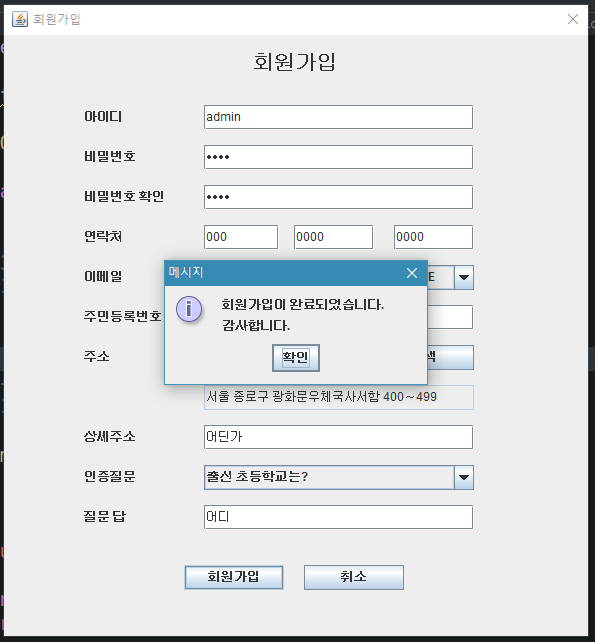 회원가입
회원가입
아이디
admin
비밀번호
••••
비밀번호 확인
••••
연락처
000
0000
0000
이메일
E
메시지
회원가입이 완료되었습니다.
감사합니다.
확인
주민등록번호
주소
색
서울 종로구 광화문우체국사서함 400~499
상세주소
어딘가
인증질문
출신 초등학교는?
질문 답
어디
회원가입
취소